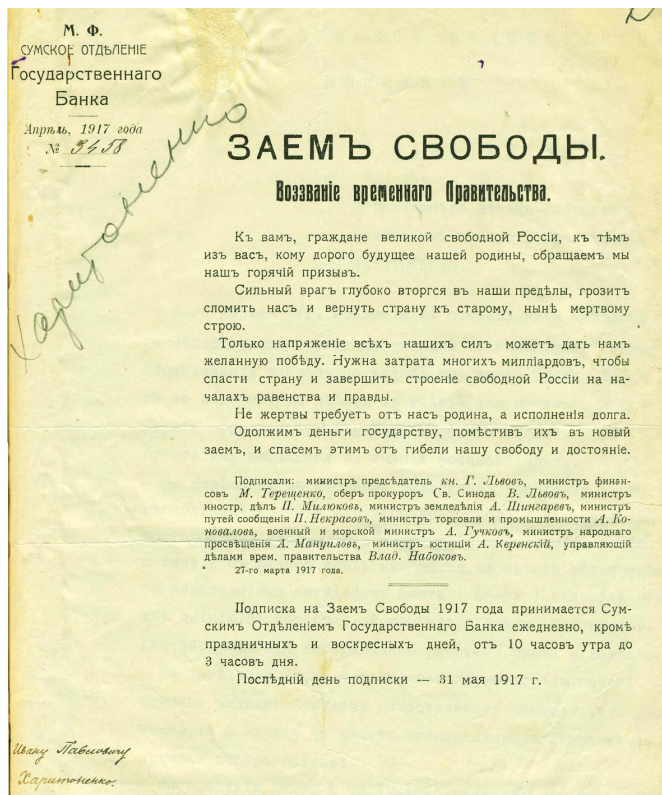 2
М. Ф.
СУМСКОЕ ОТДѢЛЕНІЕ
Государственнаго
Банка
Апрѣль, 1917 года
№ 3458
Харитоненко
ЗАЕМЪ СВОБОДЫ.
Воззваніе временнаго Правительства.
Къ вамъ, граждане великой свободной Россіи, къ тѣмъ
изъ васъ, кому дорого будущее нашей родины, обращаемъ мы
нашъ горячій призывъ.
Сильный врагъ глубоко вторгся въ наши предѣлы, грозитъ
сломить насъ и вернуть страну къ старому, нынѣ мертвому
строю.
Только напряженіе всѣхъ нашихъ силъ можетъ дать намъ
желанную побѣду. Нужна затрата многихъ милліардовъ, чтобы
спасти страну и завершить строеніе свободной Россіи на на-
чалахъ равенства и правды.
Не жертвы требуетъ отъ насъ родина, а исполненія долга.
Одолжимъ деньги государству, помѣстивъ ихъ въ новый
заемъ, и спасемъ этимъ отъ гибели нашу свободу и достояніе.
Подписали: министръ предсѣдатель кн. Г. Львовъ, министръ финан-
совъ М. Терещенко, оберъ прокуроръ Св. Синода В. Львовъ, министръ
иностр. дѣлъ П. Милюковъ, министръ земледѣлія А. Шингаревъ, министръ
путей сообщенія Н. Некрасовъ, министръ торговли и промышленности А. Ко-
новаловъ, военный и морской министръ А. Гучковъ, министръ народнаго
просвѣщенія А. Мануиловъ, министръ юстиціи А. Керенскій, управляющій
дѣлами врем. правительства Влад. Набоковъ.
27-го марта 1917 года.
Подписка на Заемъ Свободы 1917 года принимается Сум-
скимъ Отдѣленіемъ Государственнаго Банка ежедневно, кромѣ
праздничныхъ и воскресныхъ дней, отъ 10 часовъ утра до
3 часовъ дня.
Послѣдній день подписки — 31 мая 1917 г.
Ивану Павловичу
Харитоненко.